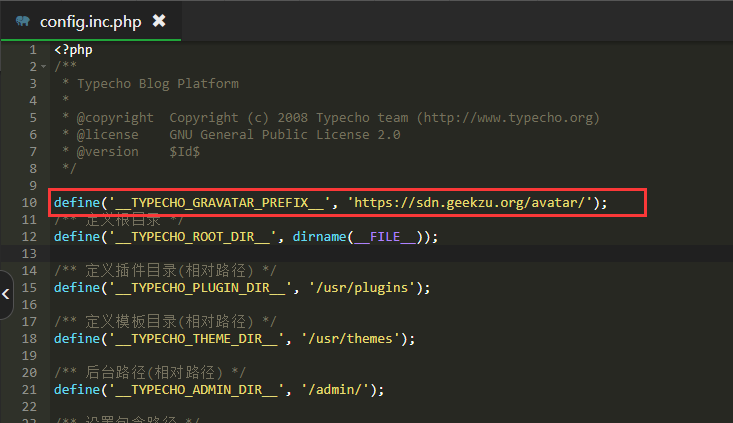 config.inc.php ✖
1 <?php
2 /**
3 * Typecho Blog Platform
4 *
5 * @copyright Copyright (c) 2008 Typecho team (http://www.typecho.org)
6 * @license GNU General Public License 2.0
7 * @version $Id$
8 */
9
10 define('__TYPECHO_GRAVATAR_PREFIX__', 'https://sdn.geekzu.org/avatar/');
11 /** 定义根目录 */
12 define('__TYPECHO_ROOT_DIR__', dirname(__FILE__));
13
14 /** 定义插件目录(相对路径) */
15 define('__TYPECHO_PLUGIN_DIR__', '/usr/plugins');
16
17 /** 定义模板目录(相对路径) */
18 define('__TYPECHO_THEME_DIR__', '/usr/themes');
19
20 /** 后台路径(相对路径) */
21 define('__TYPECHO_ADMIN_DIR__', '/admin/');
22
23 /** 设置包含路径 */